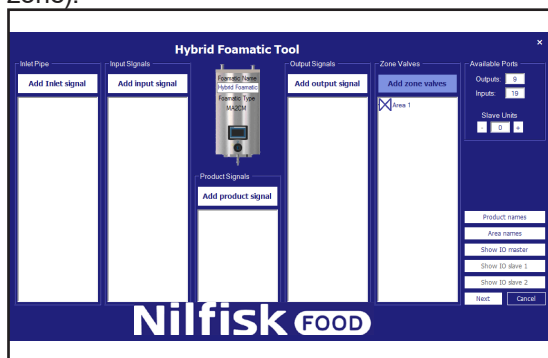 zone).
Hybrid Foamatic Tool
×
Inlet Pipe
Add Inlet signal
Input Signals
Add input signal
Foamatic Name
Hybrid Foamatic
Foamatic Type
MA2CM
Product Signals
Add product signal
Output Signals
Add output signal
Zone Valves
Add zone valves
Area 1
Available Ports
Outputs: 9
Inputs: 19
Slave Units
- 0 +
Product names
Area names
Show IO master
Show IO slave 1
Show IO slave 2
Next Cancel
Nilfisk FOOD